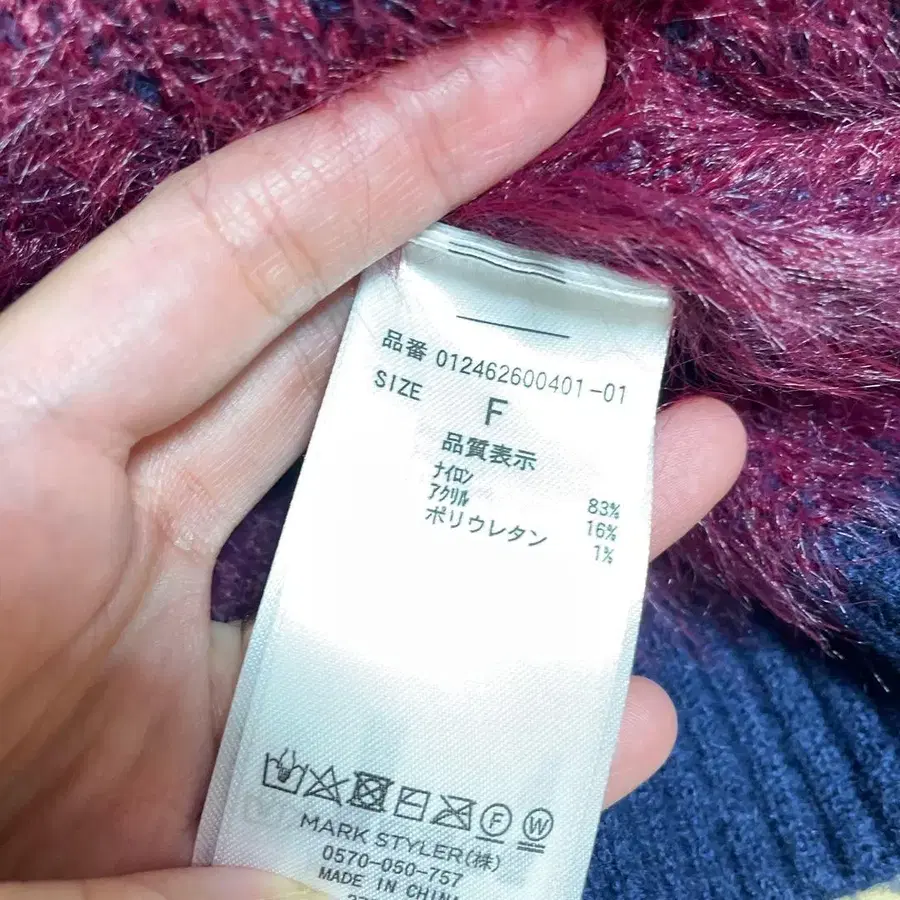 品番 012462600401-01
SIZE F
品質表示
ナイロン 83%
アクリル 16%
ポリウレタン 1%
F W
MARK STYLER(株)
0570-050-757
MADE IN CHINA